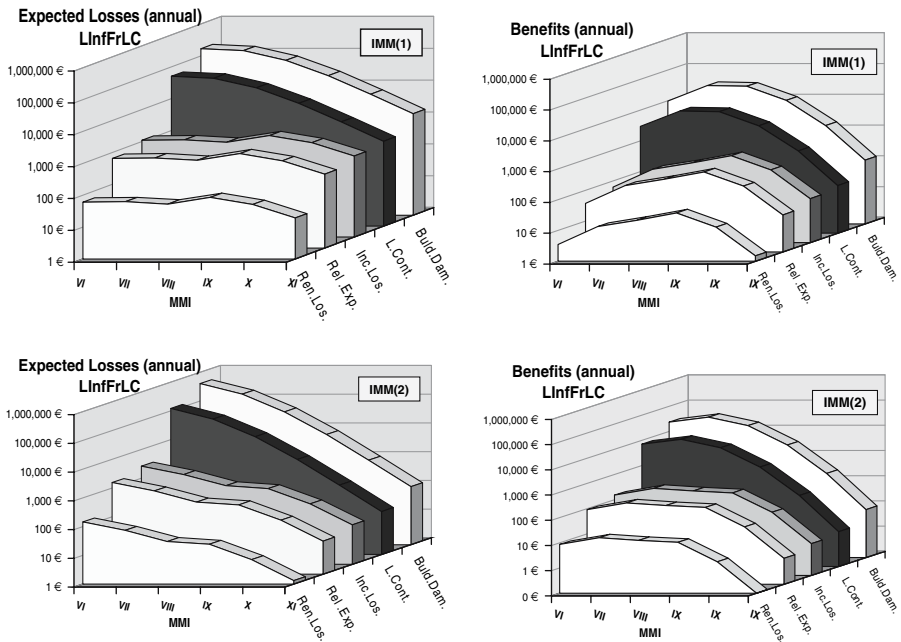 Expected Losses (annual)
LInfFrLC
IMM(1)
1,000,000 €
100,000 €
10,000 €
1,000 €
100 €
10 €
1 €
VI
VII
VIII
IX
X
XI
MMI
Ren.Los.
Rel.Exp.
Inc.Los.
L.Cont.
Buld.Dam.
Benefits (annual)
LInfFrLC
IMM(1)
1,000,000 €
100,000 €
10,000 €
1,000 €
100 €
10 €
1 €
VI
VII
VIII
IX
IX
IX
MMI
Ren.Los.
Rel.Exp.
Inc.Los.
L.Cont.
Buld.Dam.
Expected Losses (annual)
LInfFrLC
IMM(2)
1,000,000 €
100,000 €
10,000 €
1,000 €
100 €
10 €
1 €
VI
VII
VIII
IX
X
XI
MMI
Ren.Los.
Rel.Exp.
Inc.Los.
L.Cont.
Buld.Dam.
Benefits (annual)
LInfFrLC
IMM(2)
1,000,000 €
100,000 €
10,000 €
1,000 €
100 €
10 €
0 €
VI
VII
VIII
IX
IX
IX
MMI
Ren.Los.
Rel.Exp.
Inc.Los.
L.Cont.
Buld.Dam.